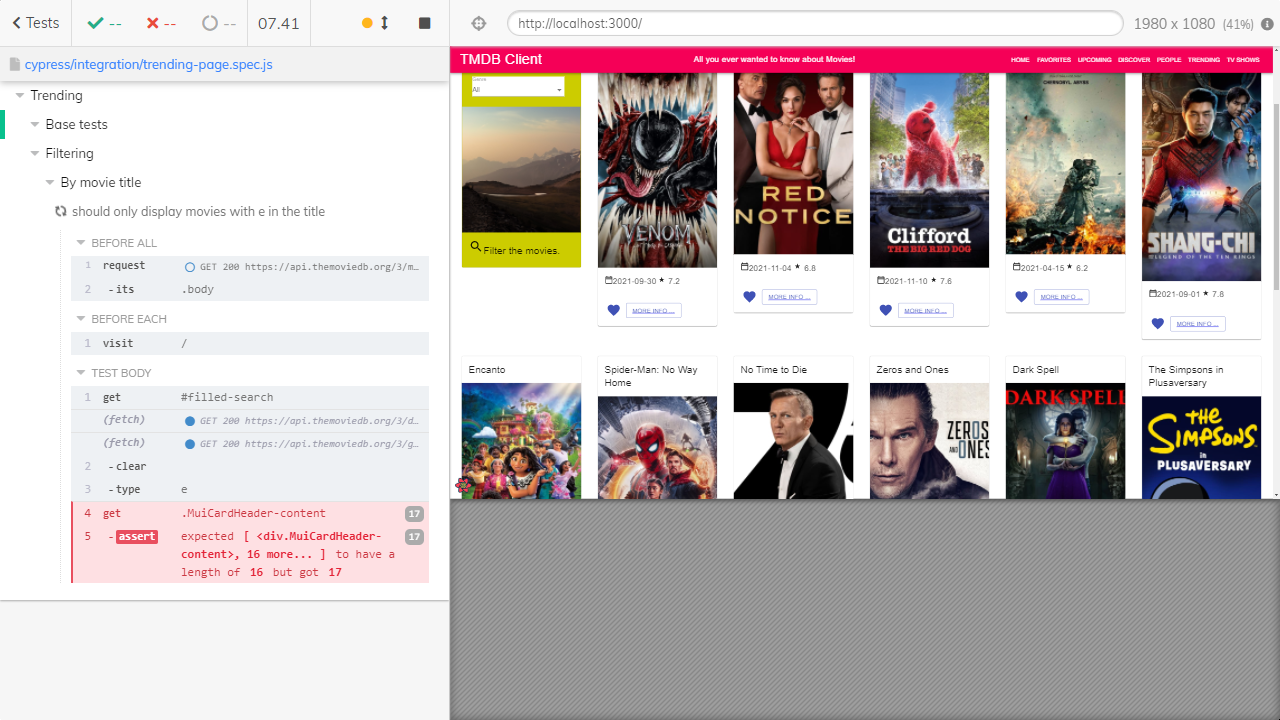 Tests
--
--
--
07.41
http://localhost:3000/
1980 x 1080 (41%)
cypress/integration/trending-page.spec.js
Trending
Base tests
Filtering
By movie title
should only display movies with e in the title
BEFORE ALL
request GET 200 https://api.themoviedb.org/3/m…
2 -its .body
BEFORE EACH
1 visit /
TEST BODY
1 get #filled-search
(fetch) GET 200 https://api.themoviedb.org/3/d…
(fetch) GET 200 https://api.themoviedb.org/3/g…
2 -clear
3 -type e
4 get .MuiCardHeader-content 17
5 -assert expected [ <div.MuiCardHeader- 17
content>, 16 more... ] to have a
length of 16 but got 17
TMDB Client
All you ever wanted to know about Movies!
HOME FAVORITES UPCOMING DISCOVER PEOPLE TRENDING TV SHOWS
All
Filter the movies.
VENOM
2021-09-30 7.2
MORE INFO ...
RED
NOTICE
2021-11-04 6.8
MORE INFO ...
Clifford
THE BIG RED DOG
2021-11-10 7.6
MORE INFO ...
CHERNOBYL. ABYSS
2021-04-15 6.2
MORE INFO ...
SHANG-CHI
LEGEND OF THE TEN RINGS
2021-09-01 7.8
MORE INFO ...
Encanto
Spider-Man: No Way
Home
No Time to Die
Zeros and Ones
ZEROS
AND ONES
Dark Spell
DARK SPELL
The Simpsons in
Plusaversary
THE
SIMPSONS
in
PLUSAVERSARY